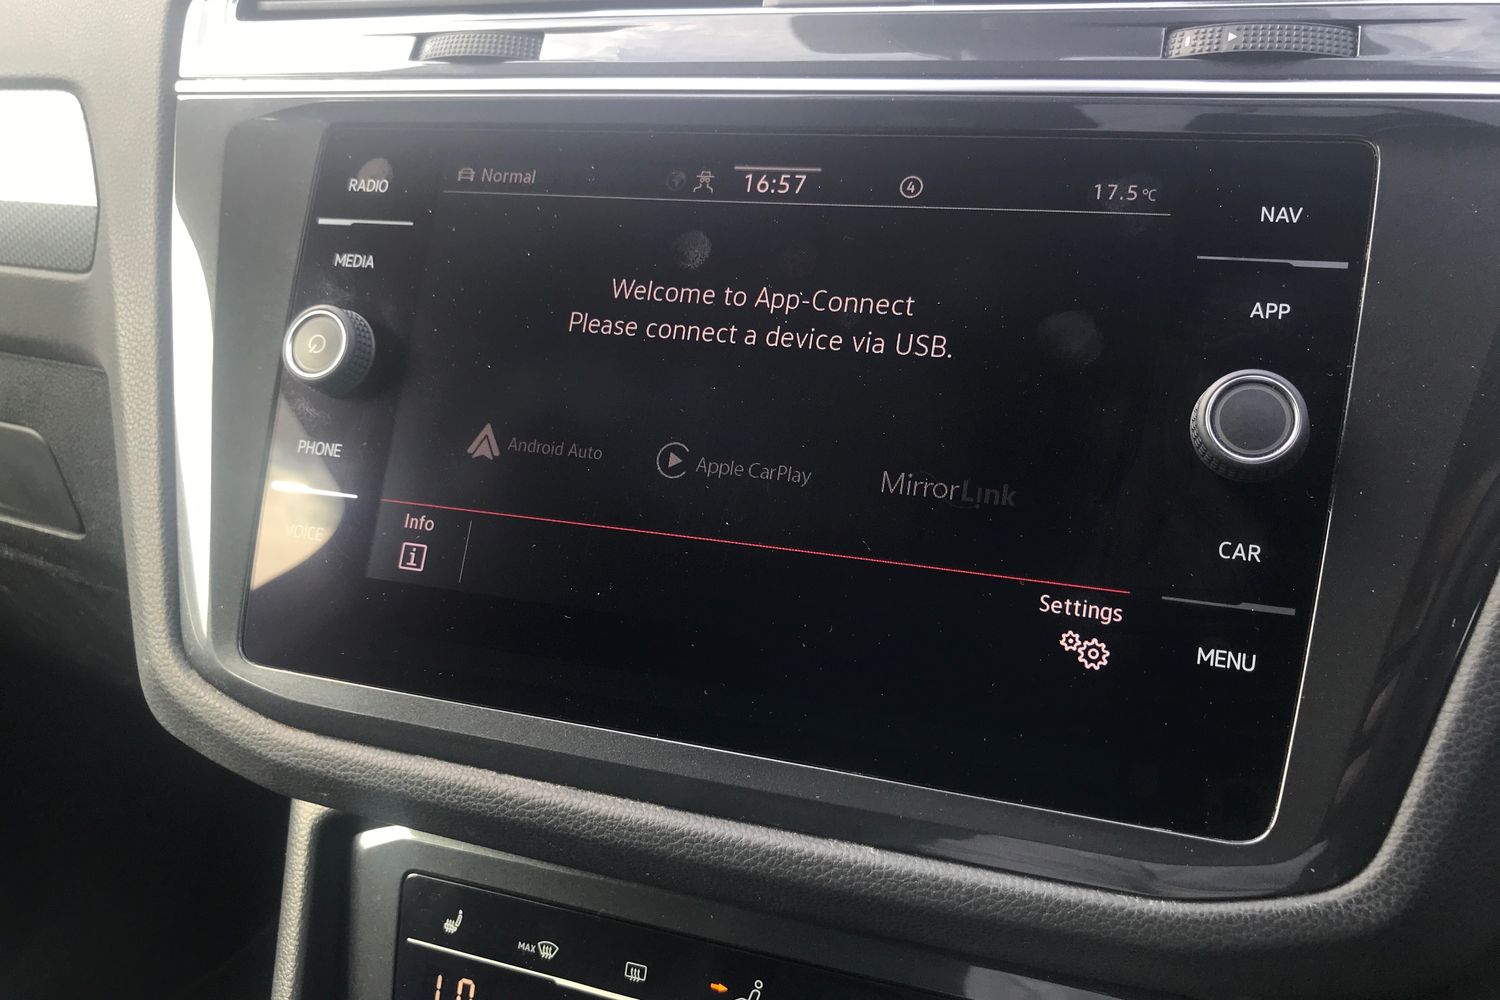 RADIO
MEDIA
PHONE
VOICE
Normal
16:57
4
17.5°C
Welcome to App-Connect
Please connect a device via USB.
Android Auto
Apple CarPlay
MirrorLink
Info
i
Settings
NAV
APP
CAR
MENU
MAX